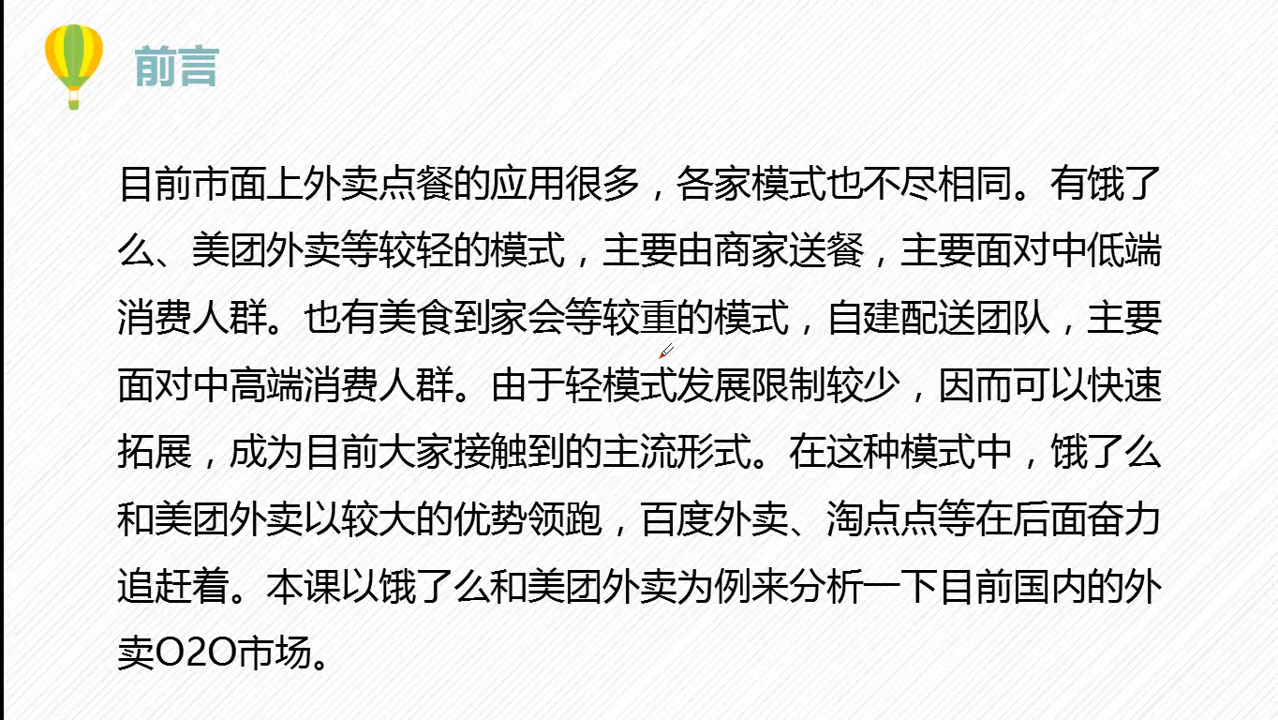 前言
目前市面上外卖点餐的应用很多，各家模式也不尽相同。有饿了
么、美团外卖等较轻的模式，主要由商家送餐，主要面对中低端
消费人群。也有美食到家会等较重的模式，自建配送团队，主要
面对中高端消费人群。由于轻模式发展限制较少，因而可以快速
拓展，成为目前大家接触到的主流形式。在这种模式中，饿了么
和美团外卖以较大的优势领跑，百度外卖、淘点点等在后面奋力
追赶着。本课以饿了么和美团外卖为例来分析一下目前国内的外
卖O2O市场。